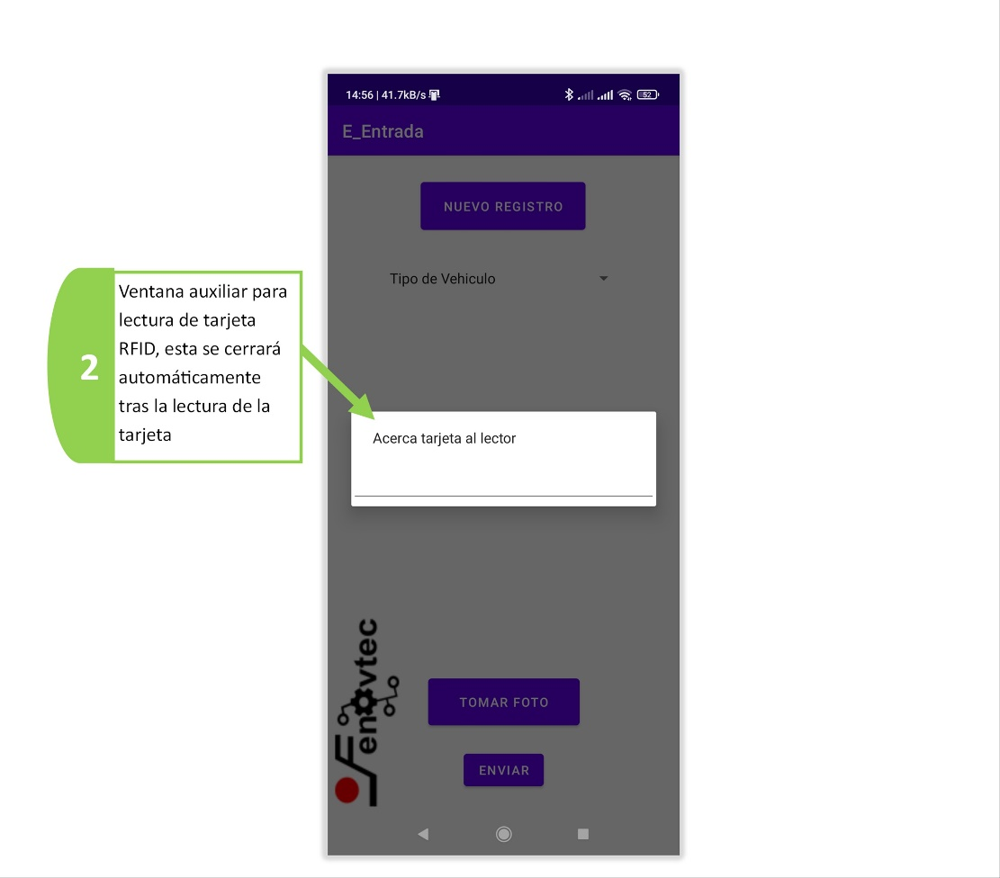 14:56 | 41.7kB/s
52
E_Entrada
NUEVO REGISTRO
Tipo de Vehiculo
2
Ventana auxiliar para
lectura de tarjeta
RFID, esta se cerrará
automáticamente
tras la lectura de la
tarjeta
Acerca tarjeta al lector
enovtec
TOMAR FOTO
ENVIAR